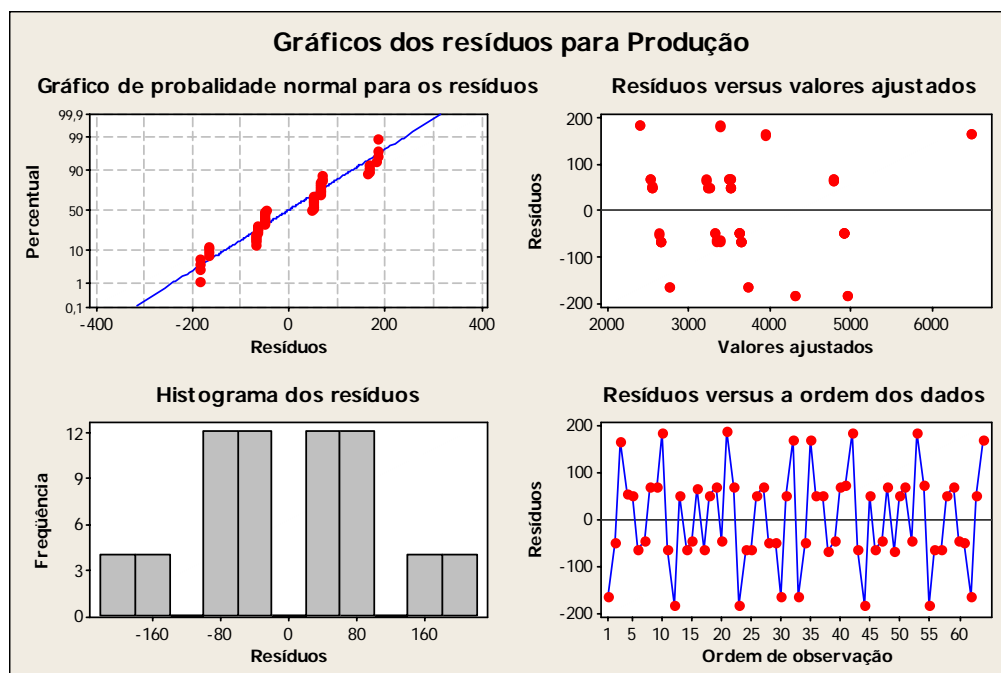 Gráficos dos resíduos para Produção
Gráfico de probalidade normal para os resíduos
99,9
99
90
50
10
1
0,1
Percentual
-400 -200 0 200 400
Resíduos
Resíduos versus valores ajustados
200
100
0
-100
-200
Resíduos
2000 3000 4000 5000 6000
Valores ajustados
Histograma dos resíduos
12
9
6
3
0
Freqüência
-160 -80 0 80 160
Resíduos
Resíduos versus a ordem dos dados
200
100
0
-100
-200
Resíduos
1 5 10 15 20 25 30 35 40 45 50 55 60
Ordem de observação